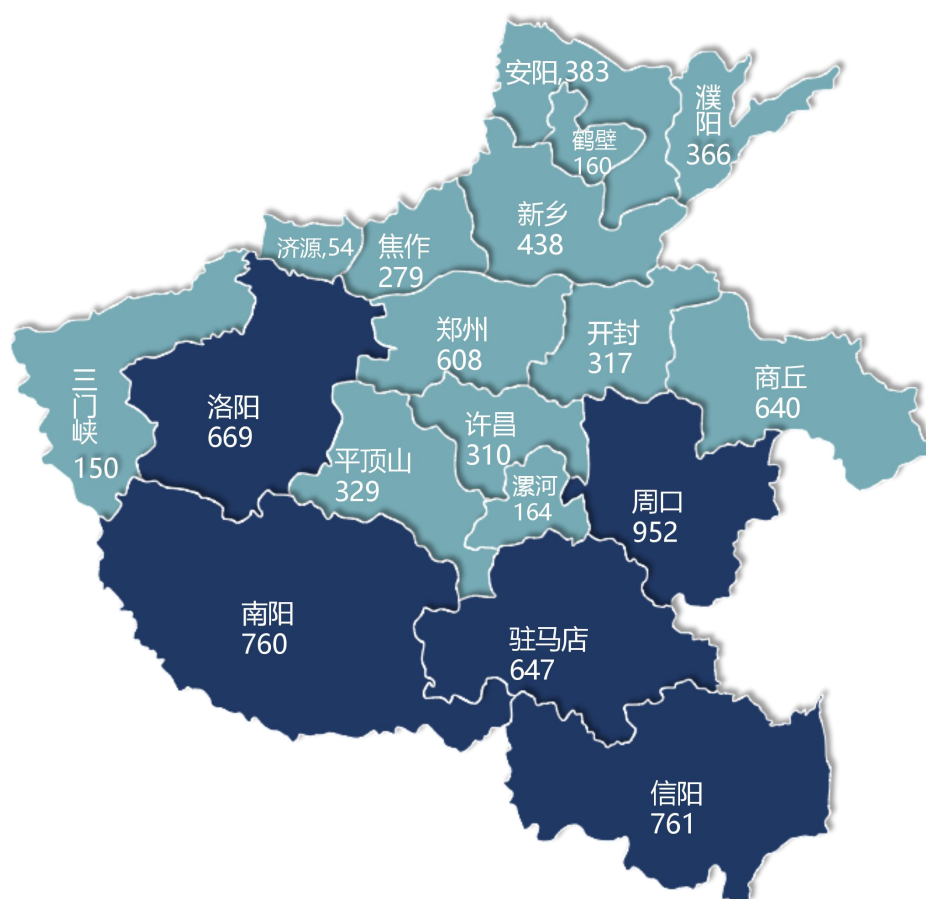 安阳,383
濮
阳
366
鹤壁
160
新乡
438
济源,54
焦作
279
郑州
608
开封
317
商丘
640
三
门
峡
150
洛阳
669
许昌
310
平顶山
329
漯河
164
周口
952
南阳
760
驻马店
647
信阳
761